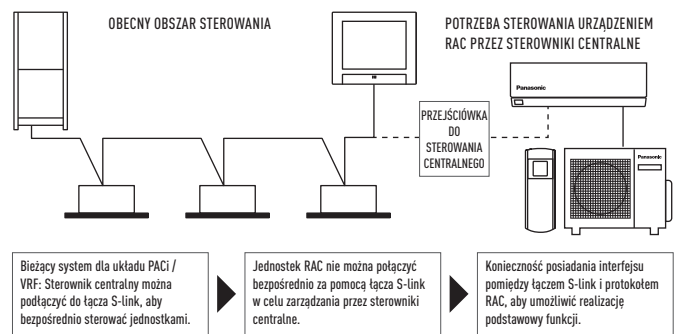 OBECNY OBSZAR STEROWANIA
POTRZEBA STEROWANIA URZĄDZENIEM
RAC PRZEZ STEROWNIKI CENTRALNE
Panasonic
PRZEJŚCIÓWKA
DO
STEROWANIA
CENTRALNEGO
Panasonic
Bieżący system dla układu PACi /
VRF: Sterownik centralny można
podłączyć do łącza S-link, aby
bezpośrednio sterować jednostkami.
Jednostek RAC nie można połączyć
bezpośrednio za pomocą łącza S-link
w celu zarządzania przez sterowniki
centralne.
Konieczność posiadania interfejsu
pomiędzy łączem S-link i protokołem
RAC, aby umożliwić realizację
podstawowy funkcji.